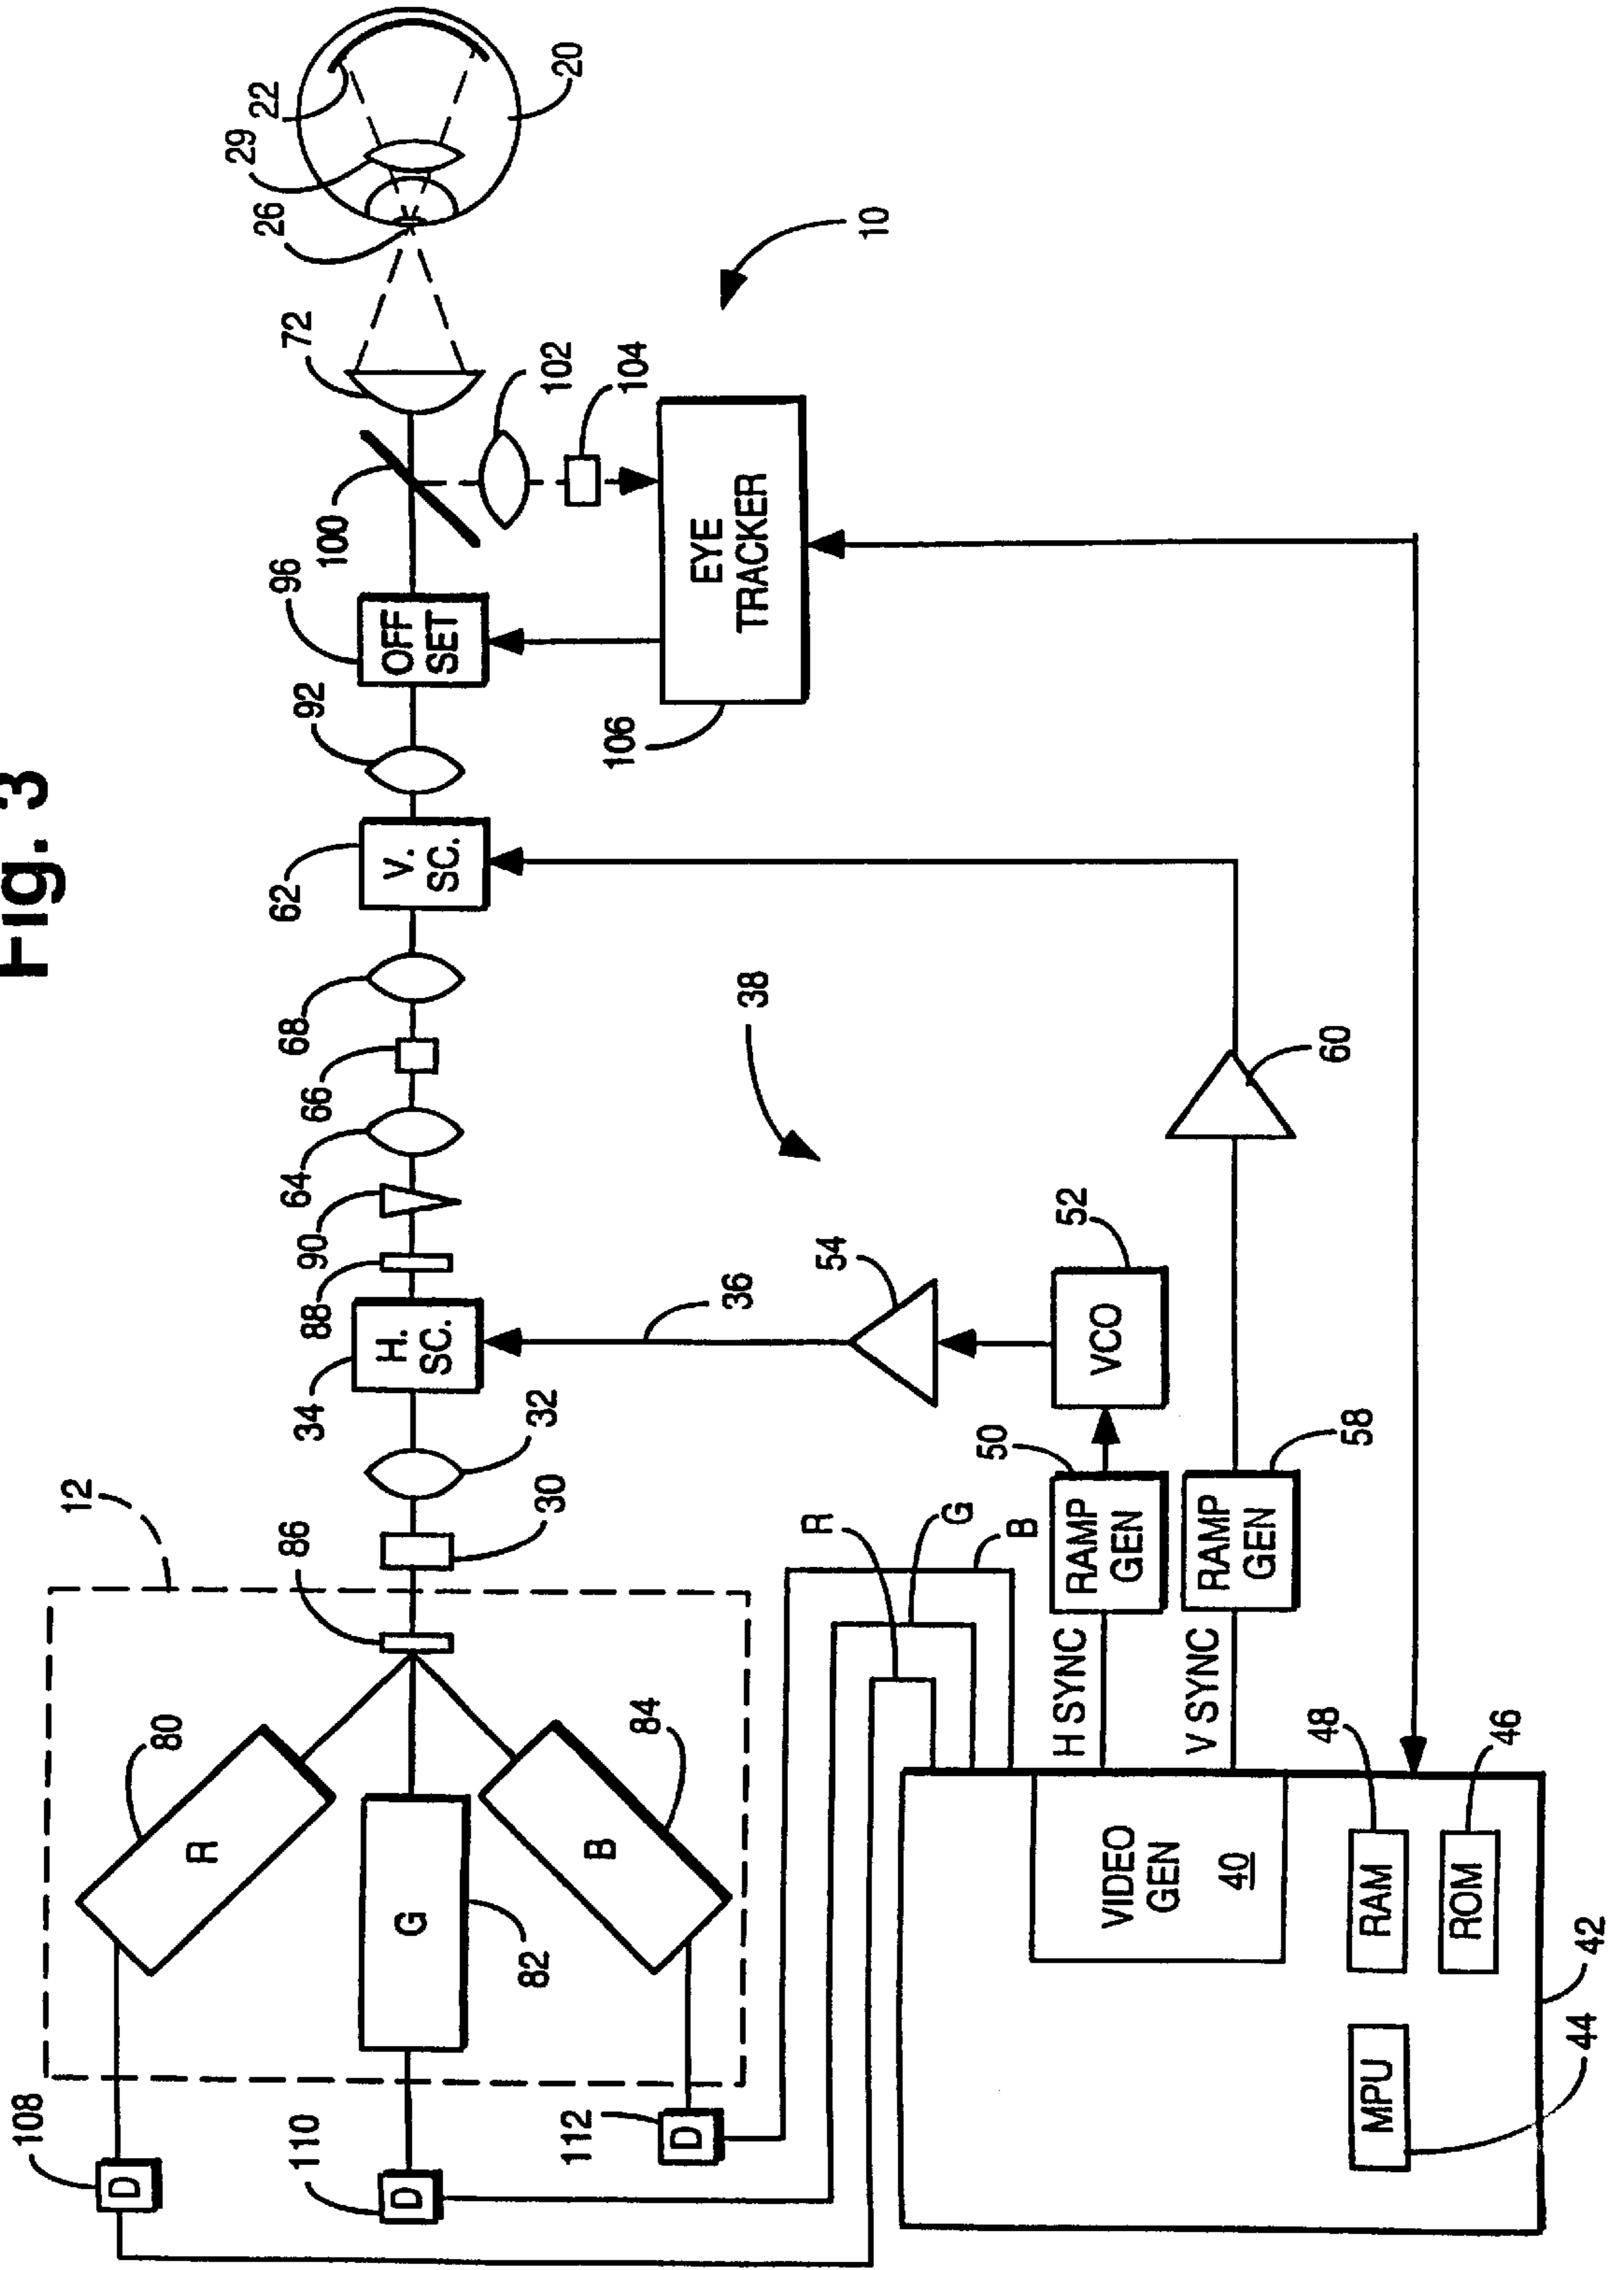 Fig. 3
12
108
D
80
R
110
D
G
82
112
D
B
84
86
30
32
34
H.
SC.
88
90
64
66
68
62
V.
SC.
92
96
OFF
SET
100
72
102
104
26
29
22
20
10
106
EYE
TRACKER
38
36
54
52
VCO
50
RAMP
GEN
58
RAMP
GEN
60
R
G
B
H SYNC
V SYNC
VIDEO
GEN
40
48
RAM
46
ROM
MPU
44
42